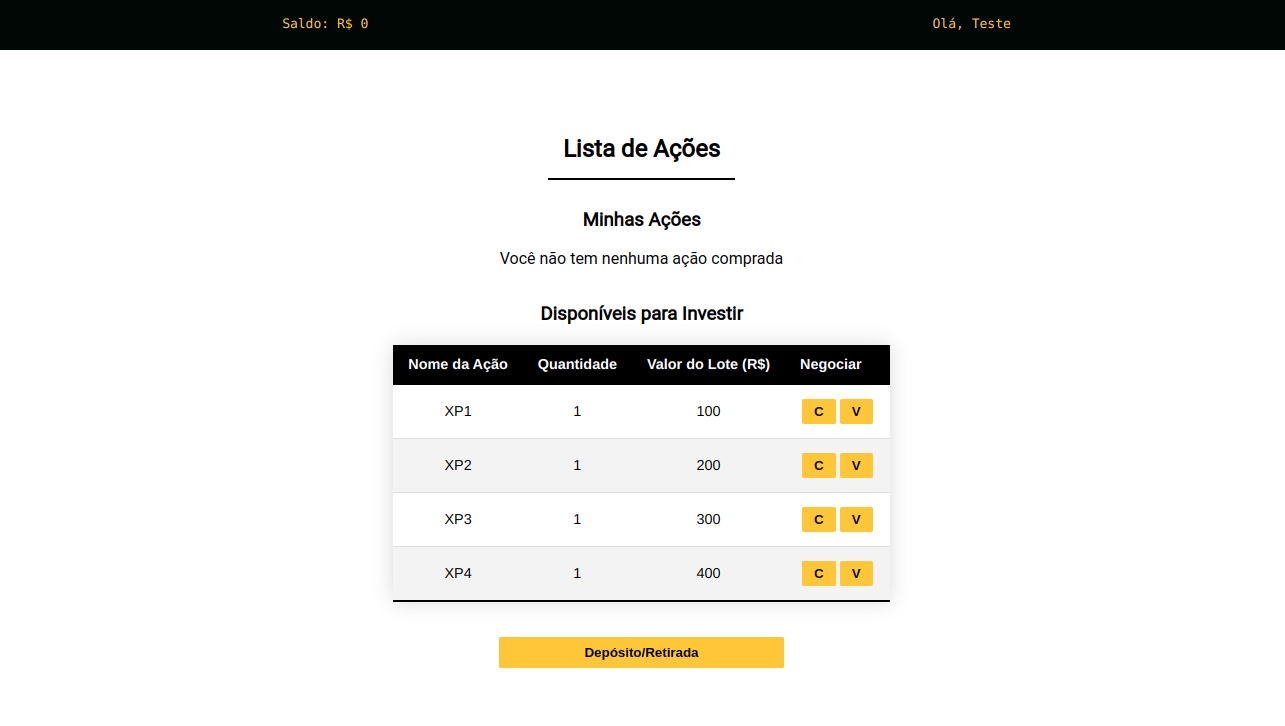 Saldo: R$ 0 Olá, Teste
Lista de Ações
Minhas Ações
Você não tem nenhuma ação comprada
Disponíveis para Investir
Nome da Ação Quantidade Valor do Lote (R$) Negociar
XP1 1 100 C V
XP2 1 200 C V
XP3 1 300 C V
XP4 1 400 C V
Depósito/Retirada